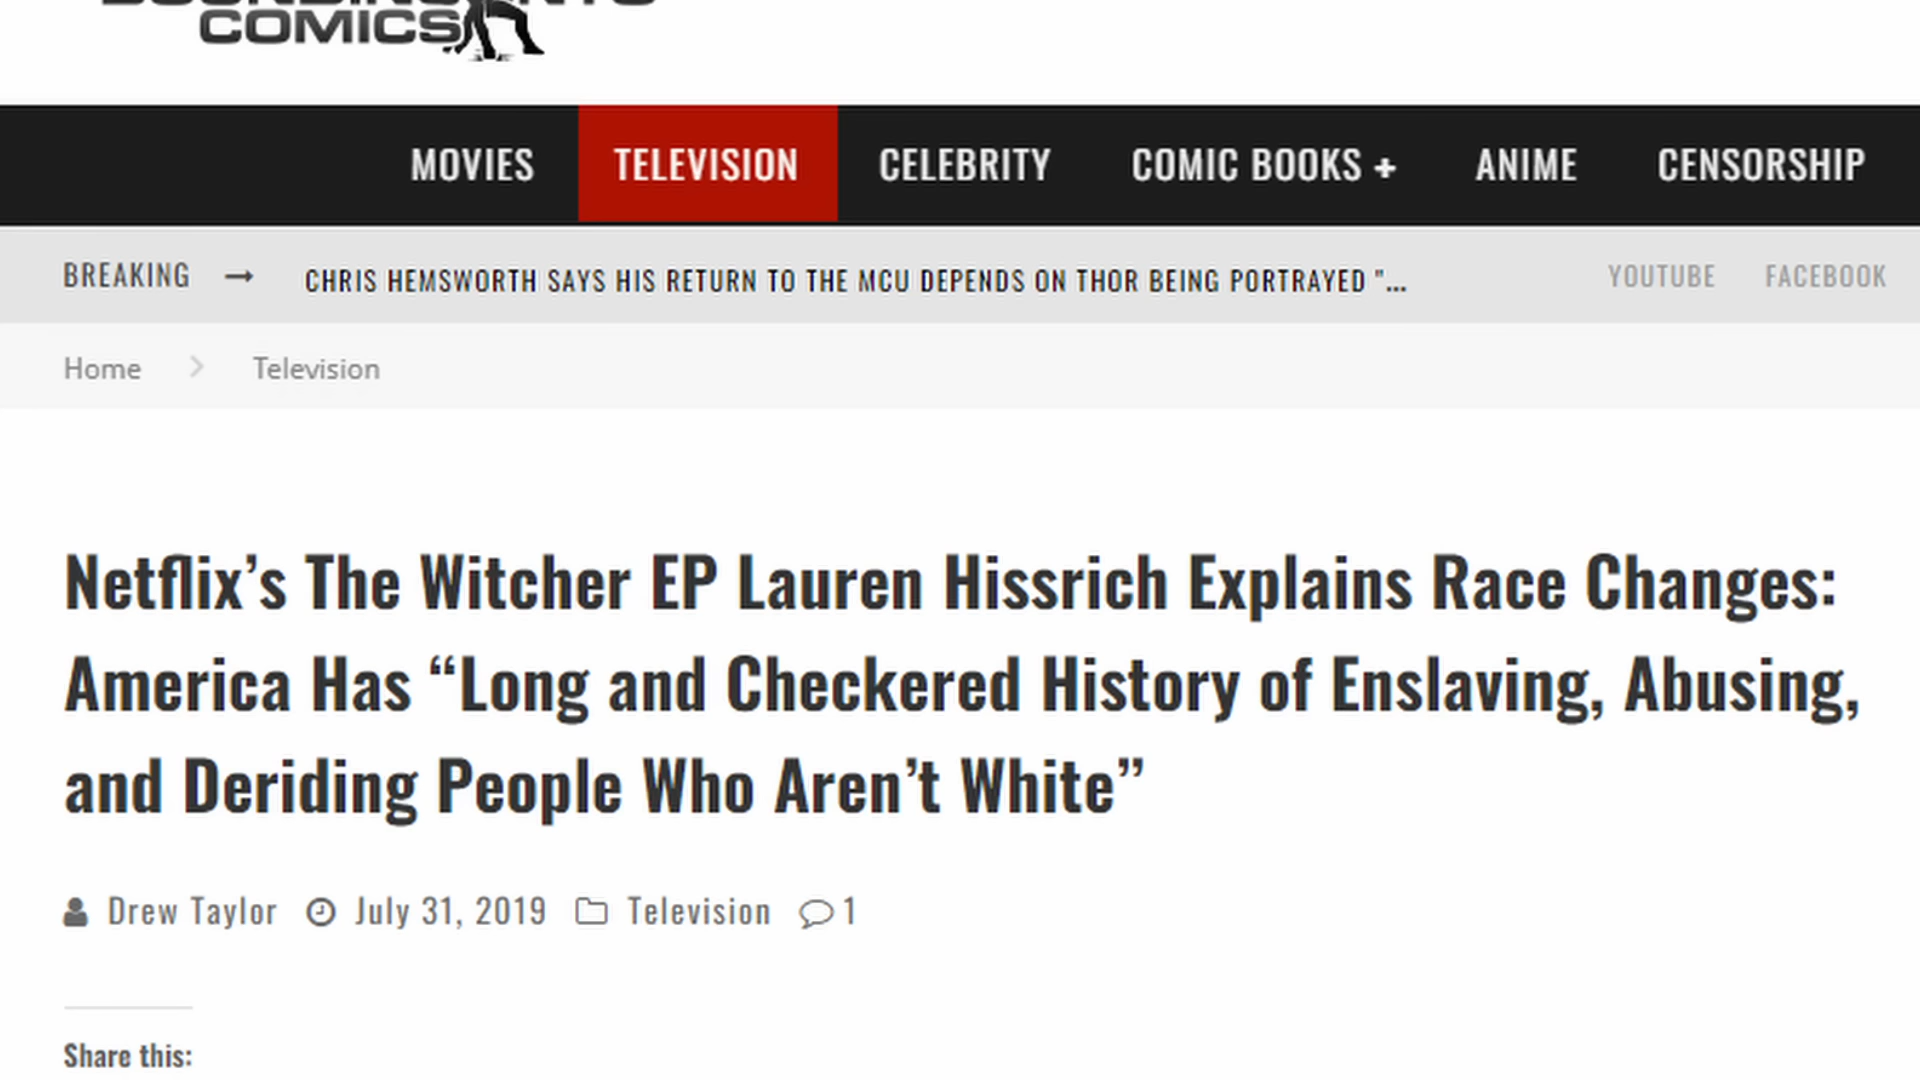 COMICS
MOVIES TELEVISION CELEBRITY COMIC BOOKS + ANIME CENSORSHIP
BREAKING → CHRIS HEMSWORTH SAYS HIS RETURN TO THE MCU DEPENDS ON THOR BEING PORTRAYED "... YOUTUBE FACEBOOK
Home > Television
Netflix’s The Witcher EP Lauren Hissrich Explains Race Changes:
America Has “Long and Checkered History of Enslaving, Abusing,
and Deriding People Who Aren’t White”
Drew Taylor July 31, 2019 Television 1
Share this: